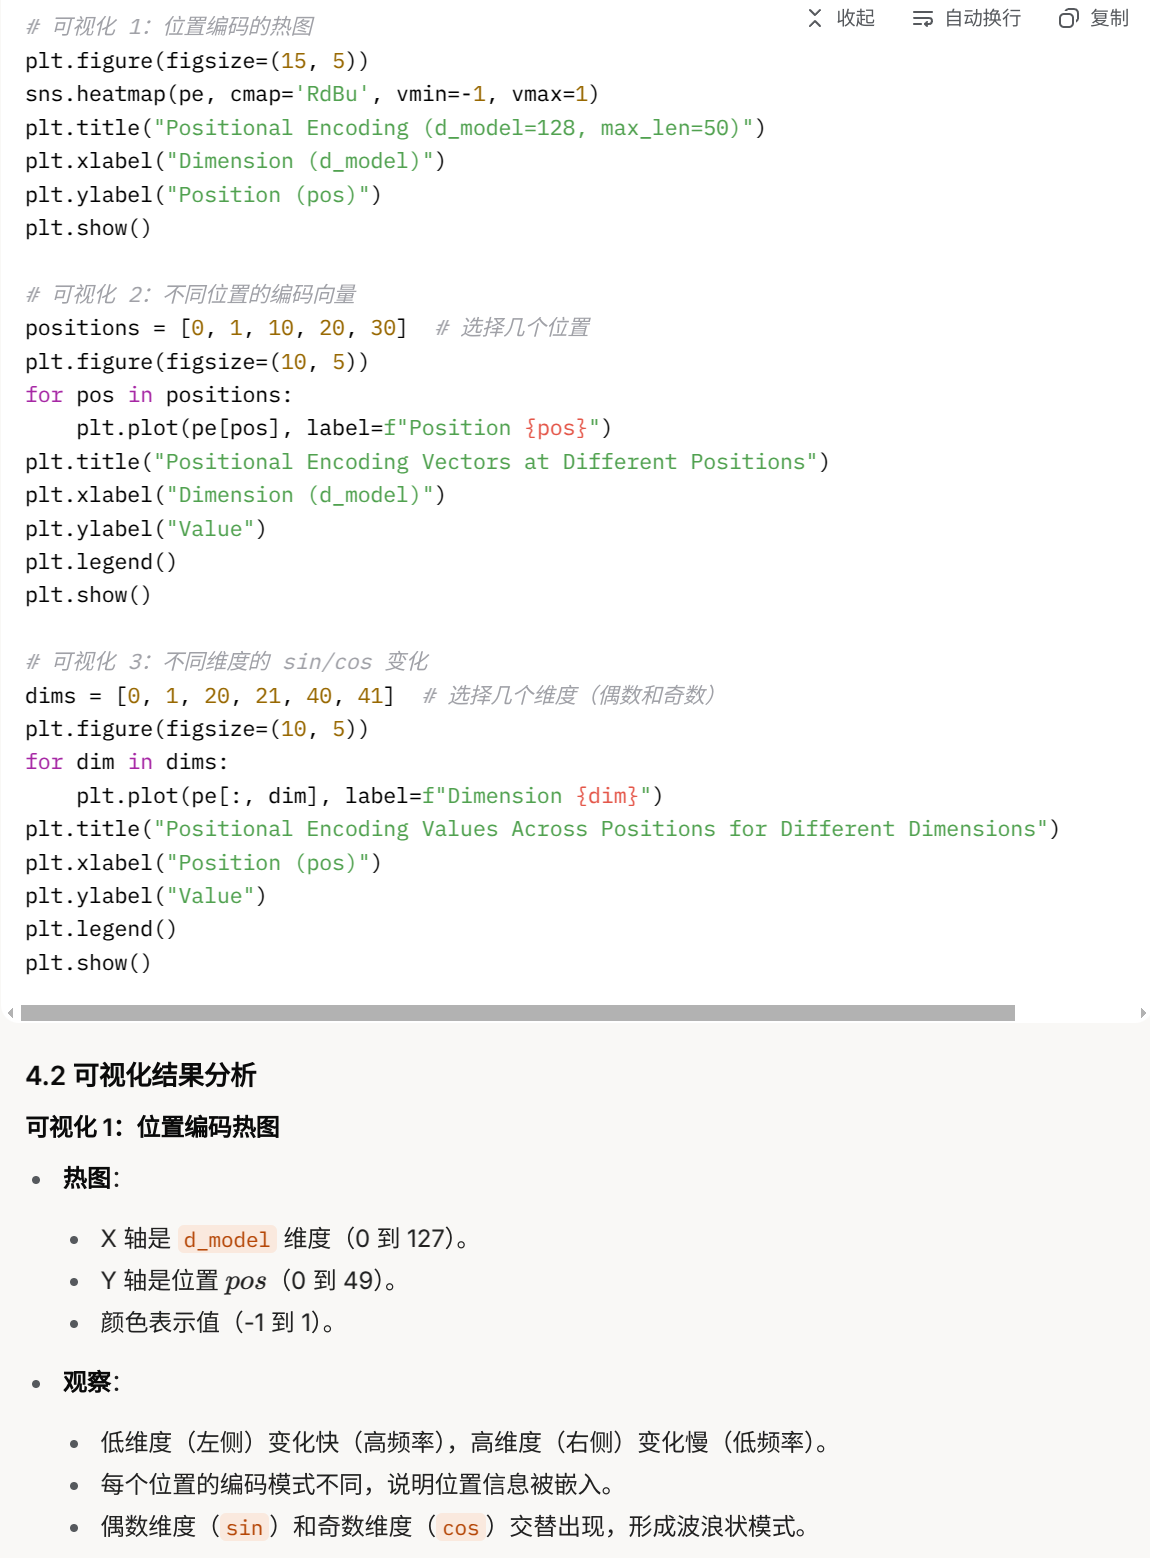 # 可视化 1：位置编码的热图
收起 自动换行 复制
plt.figure(figsize=(15, 5))
sns.heatmap(pe, cmap='RdBu', vmin=-1, vmax=1)
plt.title("Positional Encoding (d_model=128, max_len=50)")
plt.xlabel("Dimension (d_model)")
plt.ylabel("Position (pos)")
plt.show()
# 可视化 2：不同位置的编码向量
positions = [0, 1, 10, 20, 30]  # 选择几个位置
plt.figure(figsize=(10, 5))
for pos in positions:
    plt.plot(pe[pos], label=f"Position {pos}")
plt.title("Positional Encoding Vectors at Different Positions")
plt.xlabel("Dimension (d_model)")
plt.ylabel("Value")
plt.legend()
plt.show()
# 可视化 3：不同维度的 sin/cos 变化
dims = [0, 1, 20, 21, 40, 41]  # 选择几个维度（偶数和奇数）
plt.figure(figsize=(10, 5))
for dim in dims:
    plt.plot(pe[:, dim], label=f"Dimension {dim}")
plt.title("Positional Encoding Values Across Positions for Different Dimensions")
plt.xlabel("Position (pos)")
plt.ylabel("Value")
plt.legend()
plt.show()
4.2 可视化结果分析
可视化 1：位置编码热图
• 热图：
• X 轴是 d_model 维度（0 到 127）。
• Y 轴是位置 pos（0 到 49）。
• 颜色表示值（-1 到 1）。
• 观察：
• 低维度（左侧）变化快（高频率），高维度（右侧）变化慢（低频率）。
• 每个位置的编码模式不同，说明位置信息被嵌入。
• 偶数维度（sin）和奇数维度（cos）交替出现，形成波浪状模式。